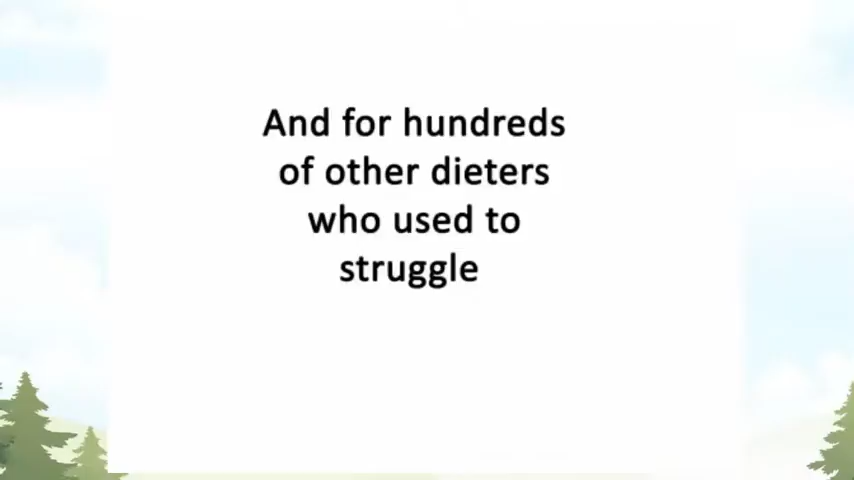 And for hundreds
of other dieters
who used to
struggle